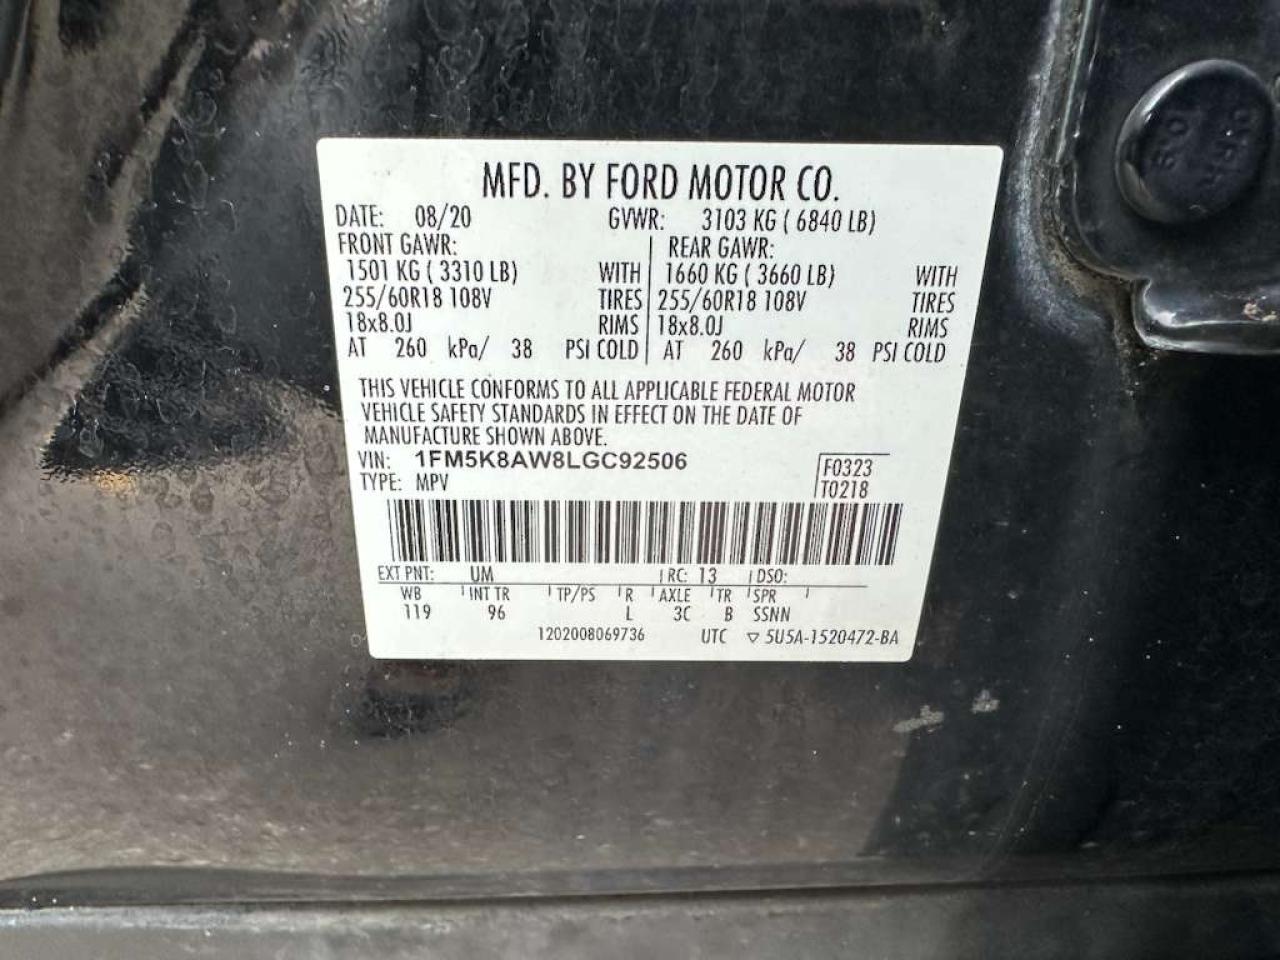 MFD. BY FORD MOTOR CO.
DATE: 08/20 GVWR: 3103 KG ( 6840 LB)
FRONT GAWR: REAR GAWR:
1501 KG ( 3310 LB) WITH 1660 KG ( 3660 LB) WITH
255/60R18 108V TIRES 255/60R18 108V TIRES
18x8.0J RIMS 18x8.0J RIMS
AT 260 kPa/ 38 PSI COLD AT 260 kPa/ 38 PSI COLD
THIS VEHICLE CONFORMS TO ALL APPLICABLE FEDERAL MOTOR
VEHICLE SAFETY STANDARDS IN EFFECT ON THE DATE OF
MANUFACTURE SHOWN ABOVE.
VIN: 1FM5K8AW8LGC92506 F0323
TYPE: MPV T0218
EXT PNT: UM RC: 13 DSO:
WB INT TR TP/PS R AXLE TR SPR
119 96 L 3C B SSNN
1202008069736 UTC ▽ 5U5A-1520472-BA